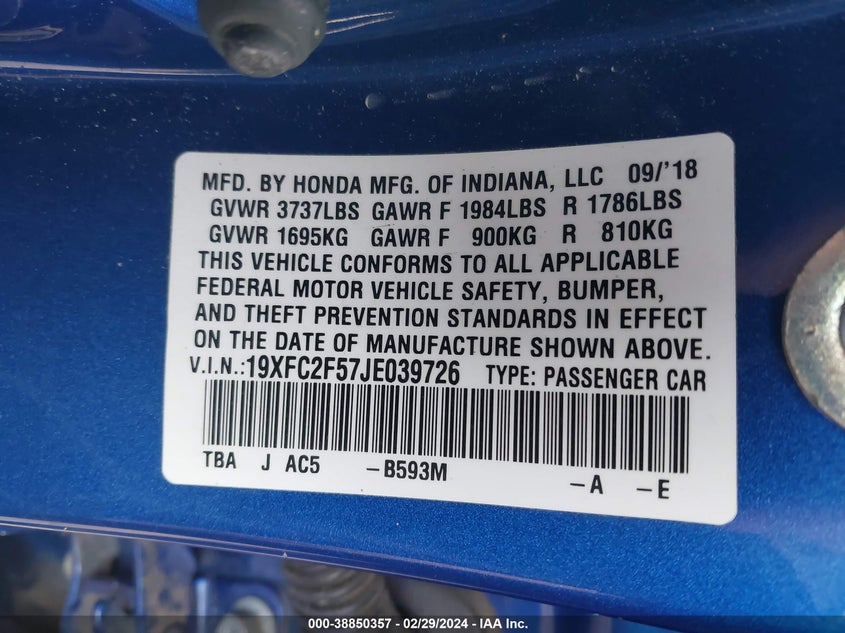 MFD. BY HONDA MFG. OF INDIANA, LLC 09/'18
GVWR 3737LBS GAWR F 1984LBS R 1786LBS
GVWR 1695KG GAWR F 900KG R 810KG
THIS VEHICLE CONFORMS TO ALL APPLICABLE
FEDERAL MOTOR VEHICLE SAFETY, BUMPER,
AND THEFT PREVENTION STANDARDS IN EFFECT
ON THE DATE OF MANUFACTURE SHOWN ABOVE.
V.I.N.:19XFC2F57JE039726 TYPE: PASSENGER CAR
TBA J AC5 -B593M -A -E
000-38850357 - 02/29/2024 - IAA Inc.